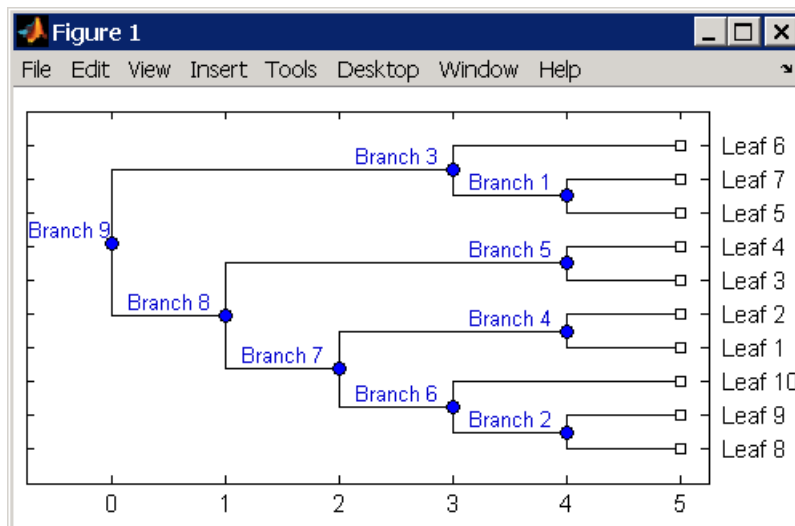 Figure 1
File Edit View Insert Tools Desktop Window Help
Branch 3
Leaf 6
Branch 1
Leaf 7
Leaf 5
Branch 9
Branch 5
Leaf 4
Leaf 3
Branch 8
Branch 4
Leaf 2
Leaf 1
Branch 7
Branch 6
Leaf 10
Branch 2
Leaf 9
Leaf 8
0 1 2 3 4 5